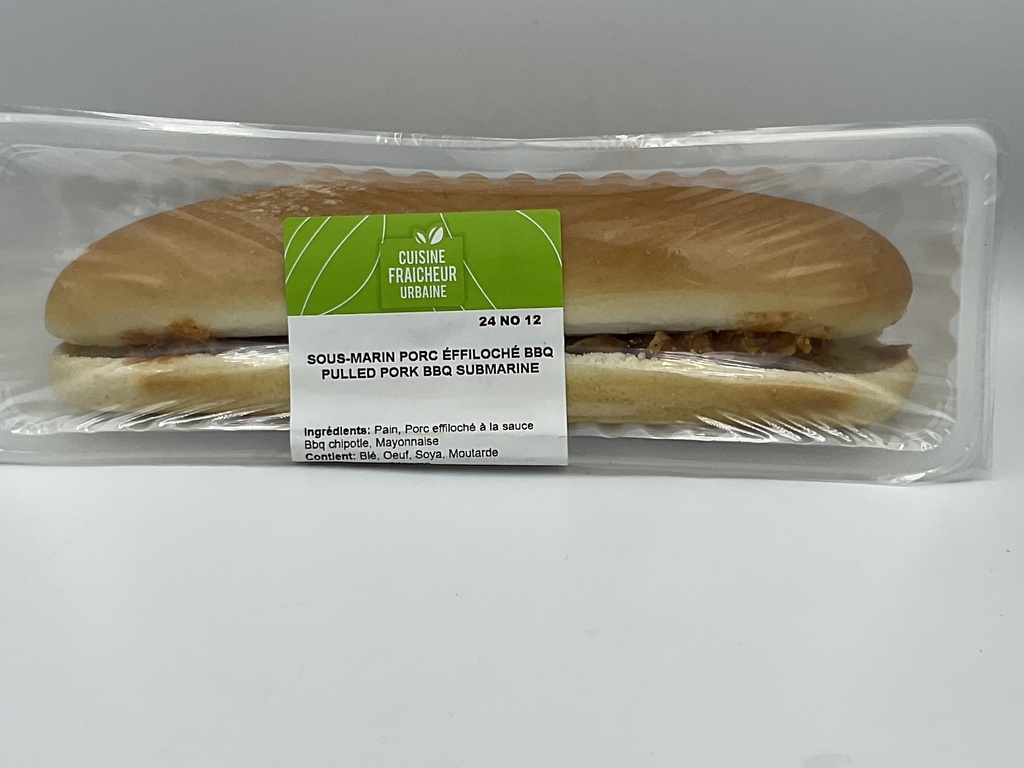 CUISINE
FRAICHEUR
URBAINE
24 NO 12
SOUS-MARIN PORC ÉFFILOCHÉ BBQ
PULLED PORK BBQ SUBMARINE
Ingrédients: Pain, Porc effiloché à la sauce
Bbq chipotle, Mayonnaise
Contient: Blé, Oeuf, Soya, Moutarde